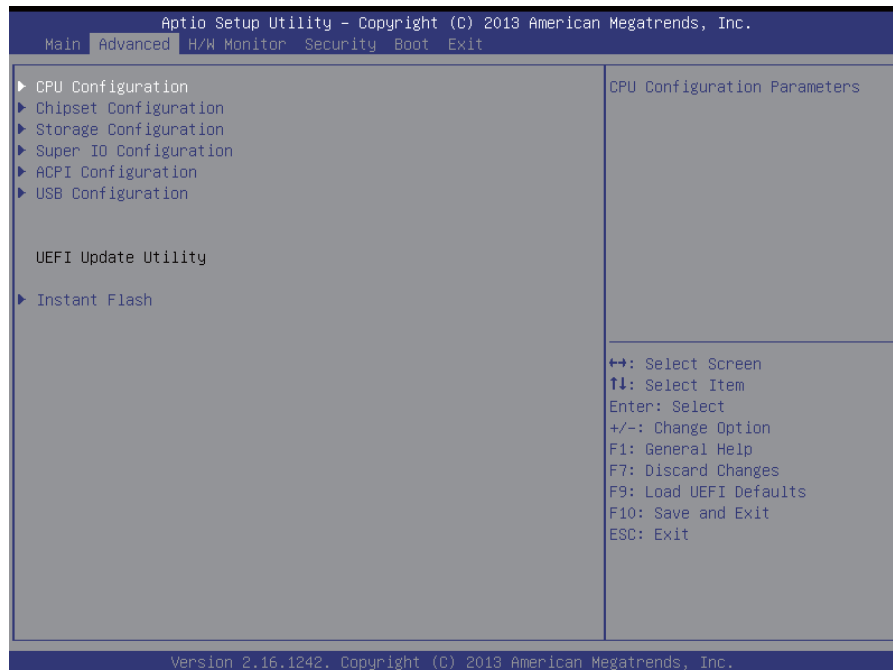 Aptio Setup Utility – Copyright (C) 2013 American Megatrends, Inc.
Main Advanced H/W Monitor Security Boot Exit
CPU Configuration
Chipset Configuration
Storage Configuration
Super IO Configuration
ACPI Configuration
USB Configuration
UEFI Update Utility
Instant Flash
CPU Configuration Parameters
↔: Select Screen
↑↓: Select Item
Enter: Select
+/-: Change Option
F1: General Help
F7: Discard Changes
F9: Load UEFI Defaults
F10: Save and Exit
ESC: Exit
Version 2.16.1242. Copyright (C) 2013 American Megatrends, Inc.